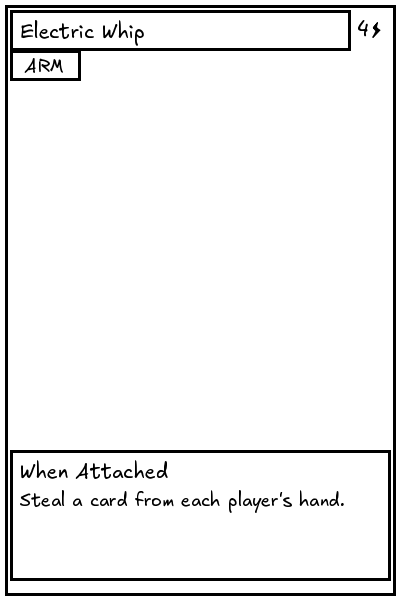 Electric Whip
4⚡
ARM
When Attached
Steal a card from each player's hand.